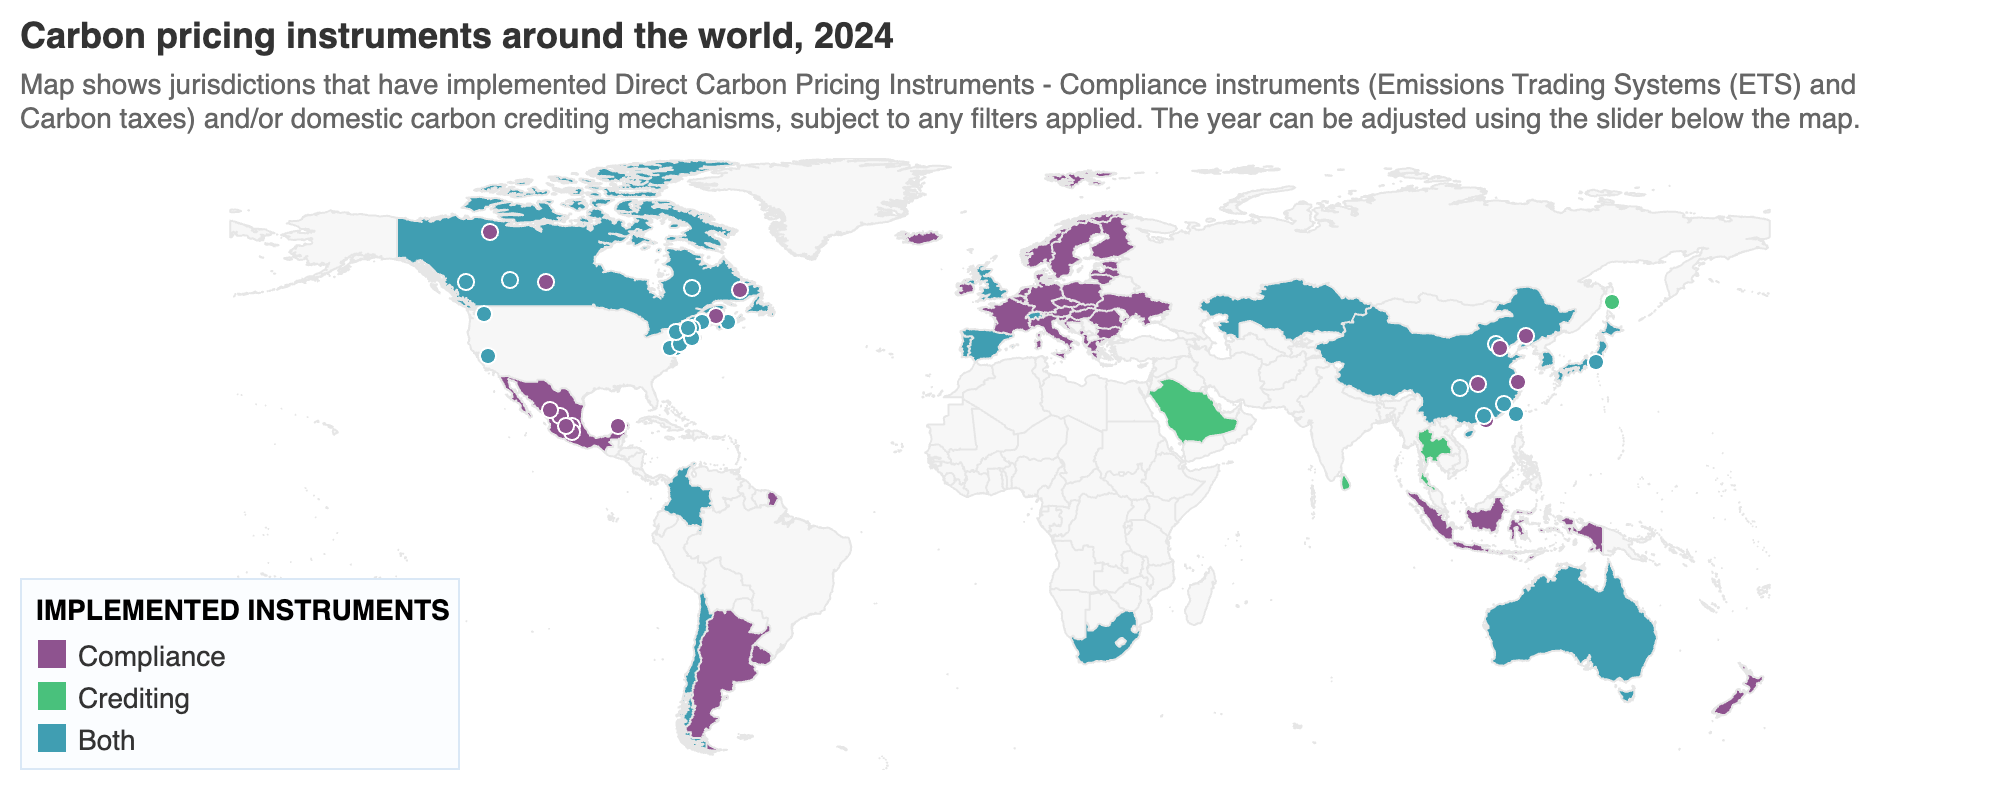 Carbon pricing instruments around the world, 2024
Map shows jurisdictions that have implemented Direct Carbon Pricing Instruments - Compliance instruments (Emissions Trading Systems (ETS) and
Carbon taxes) and/or domestic carbon crediting mechanisms, subject to any filters applied. The year can be adjusted using the slider below the map.
IMPLEMENTED INSTRUMENTS
Compliance
Crediting
Both